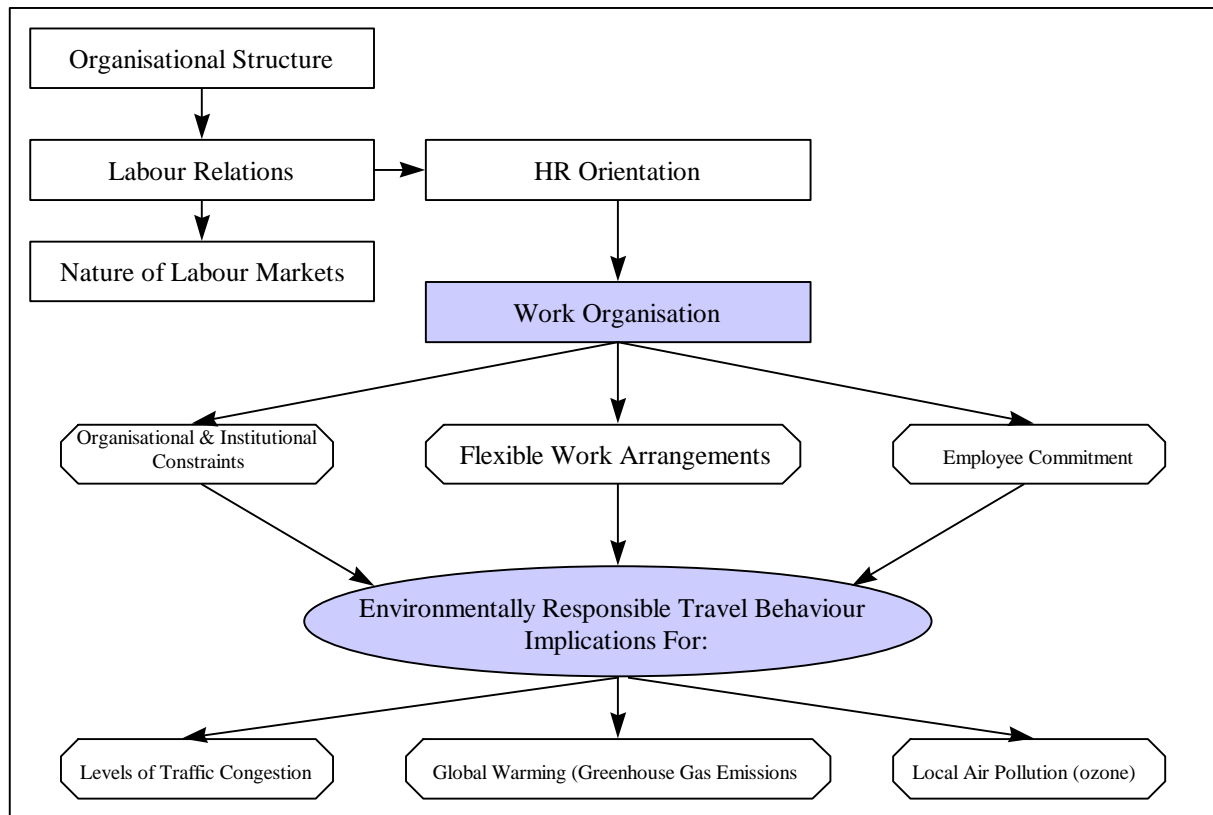 Organisational Structure
Labour Relations
HR Orientation
Nature of Labour Markets
Work Organisation
Organisational & Institutional
Constraints
Flexible Work Arrangements
Employee Commitment
Environmentally Responsible Travel Behaviour
Implications For:
Levels of Traffic Congestion
Global Warming (Greenhouse Gas Emissions
Local Air Pollution (ozone)